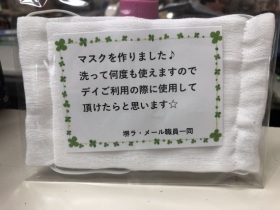 マスクを作りました♪
洗って何度も使えますので
デイご利用の際に使用して
頂けたらと思います☆
堺ラ・メール職員一同